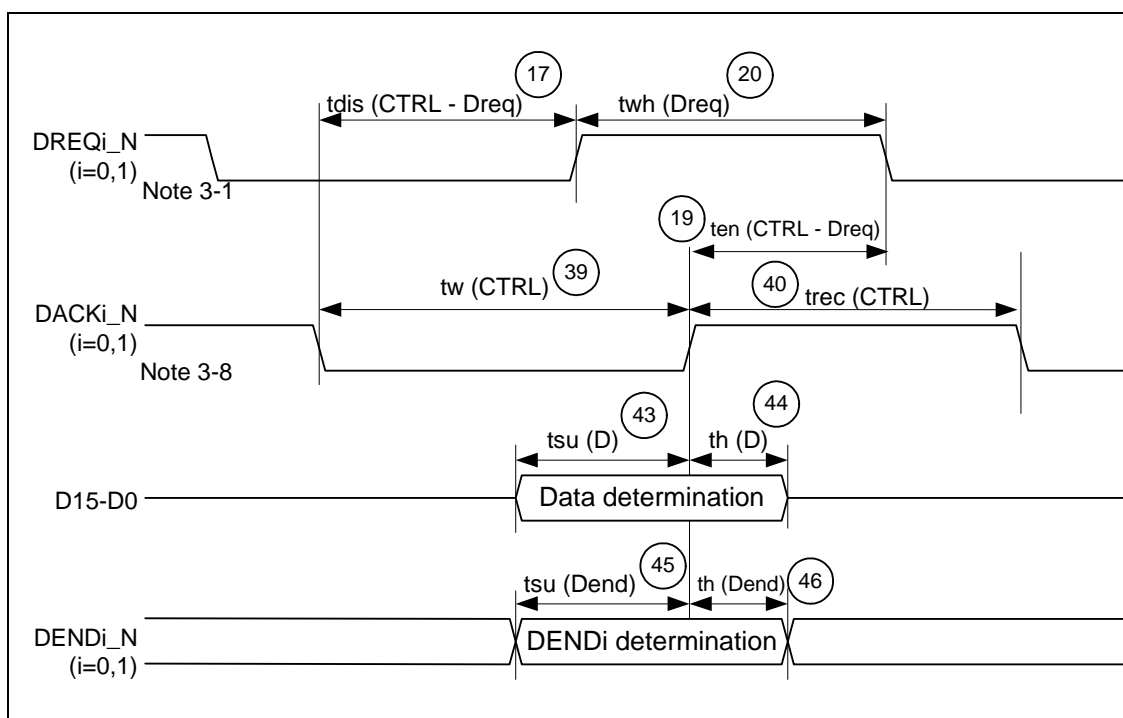 17
20
tdis (CTRL - Dreq)
twh (Dreq)
DREQi_N
(i=0,1)
Note 3-1
19
ten (CTRL - Dreq)
39
tw (CTRL)
40
trec (CTRL)
DACKi_N
(i=0,1)
Note 3-8
43
44
tsu (D)
th (D)
D15-D0
Data determination
45
46
tsu (Dend)
th (Dend)
DENDi_N
(i=0,1)
DENDi determination